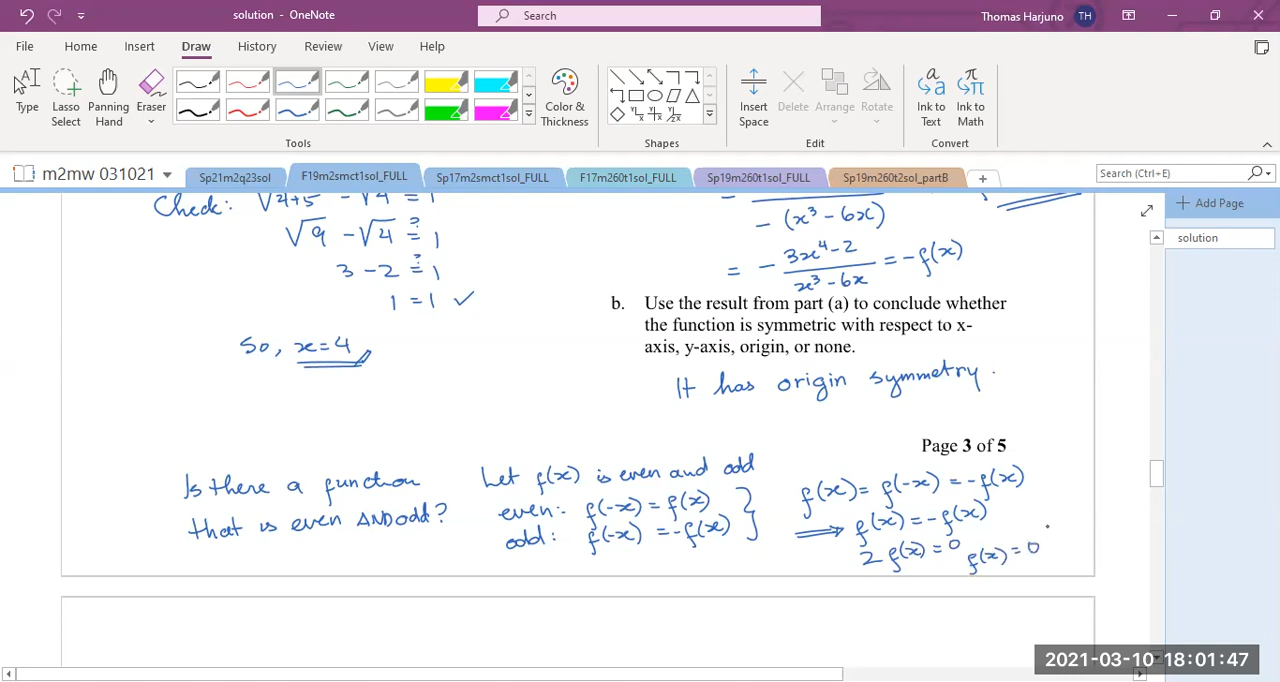 solution - OneNote
Search
Thomas Harjuno
TH
File
Home
Insert
Draw
History
Review
View
Help
Type
Lasso Select
Panning Hand
Eraser
Color & Thickness
Insert Space
Delete
Arrange
Rotate
Ink to Text
Ink to Math
Tools
Shapes
Edit
Convert
m2mw 031021
Sp21m2q23sol
F19m2smct1sol_FULL
Sp17m2smct1sol_FULL
F17m260t1sol_FULL
Sp19m260t1sol_FULL
Sp19m260t2sol_partB
Search (Ctrl+E)
Add Page
solution
Check: √4+5 - √4 = 1
√9 - √4 ?= 1
3 - 2 ?= 1
1 = 1 ✓
So, x=4
- (x³ - 6x)
= - (3x⁴ - 2)/(x³ - 6x) = -f(x)
b. Use the result from part (a) to conclude whether
the function is symmetric with respect to x-
axis, y-axis, origin, or none.
It has origin symmetry.
Page 3 of 5
Is there a function
that is even AND odd?
Let f(x) is even and odd
even: f(-x) = f(x)
odd: f(-x) = -f(x)
f(x) = f(-x) = -f(x)
⟹ f(x) = -f(x)
2 f(x) = 0 f(x) = 0
2021-03-10 18:01:47